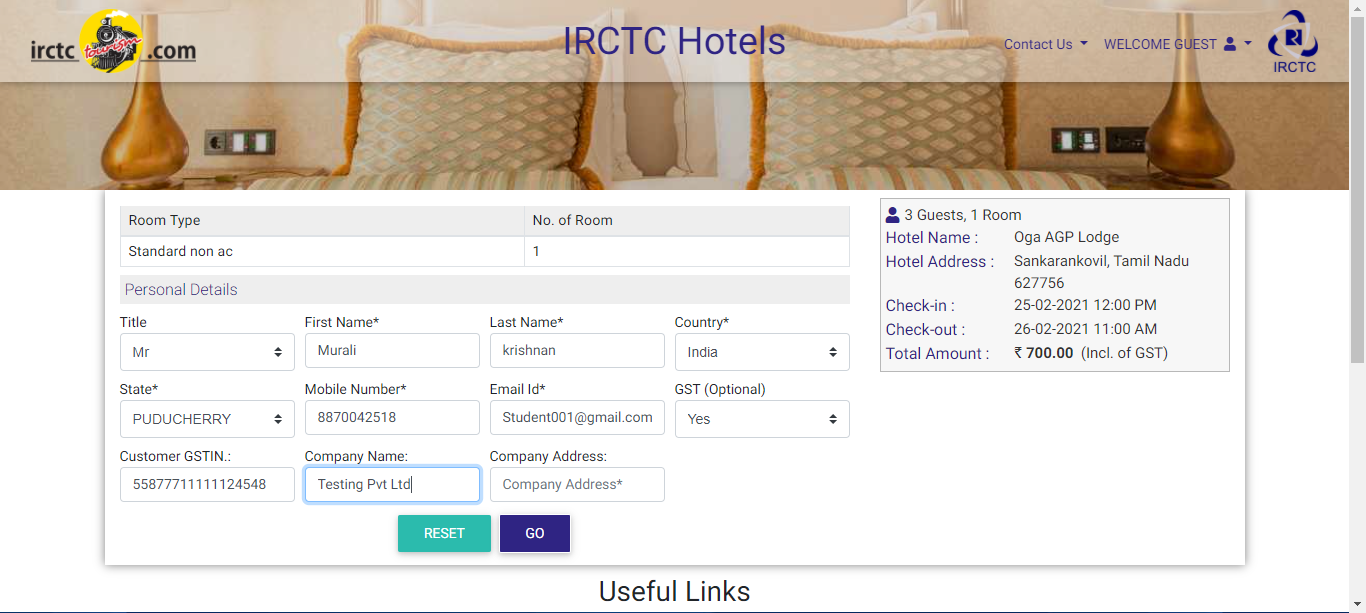 irctc tourism .com
IRCTC Hotels
Contact Us
WELCOME GUEST
IRCTC
Room Type No. of Room
Standard non ac 1
Personal Details
Title First Name* Last Name* Country*
Mr Murali krishnan India
State* Mobile Number* Email Id* GST (Optional)
PUDUCHERRY 8870042518 Student001@gmail.com Yes
Customer GSTIN.: Company Name: Company Address:
55877711111124548 Testing Pvt Ltd Company Address*
RESET GO
3 Guests, 1 Room
Hotel Name : Oga AGP Lodge
Hotel Address : Sankarankovil, Tamil Nadu
627756
Check-in : 25-02-2021 12:00 PM
Check-out : 26-02-2021 11:00 AM
Total Amount : ₹ 700.00 (Incl. of GST)
Useful Links